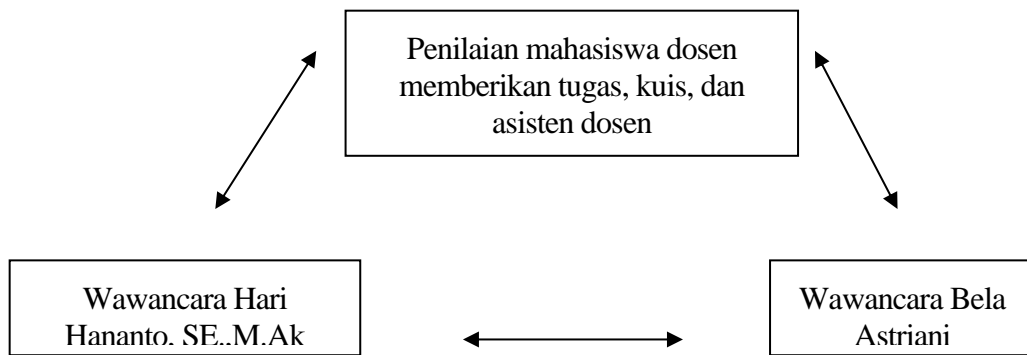 Penilaian mahasiswa dosen
memberikan tugas, kuis, dan
asisten dosen
Wawancara Hari
Hananto, SE.,M.Ak
Wawancara Bela
Astriani